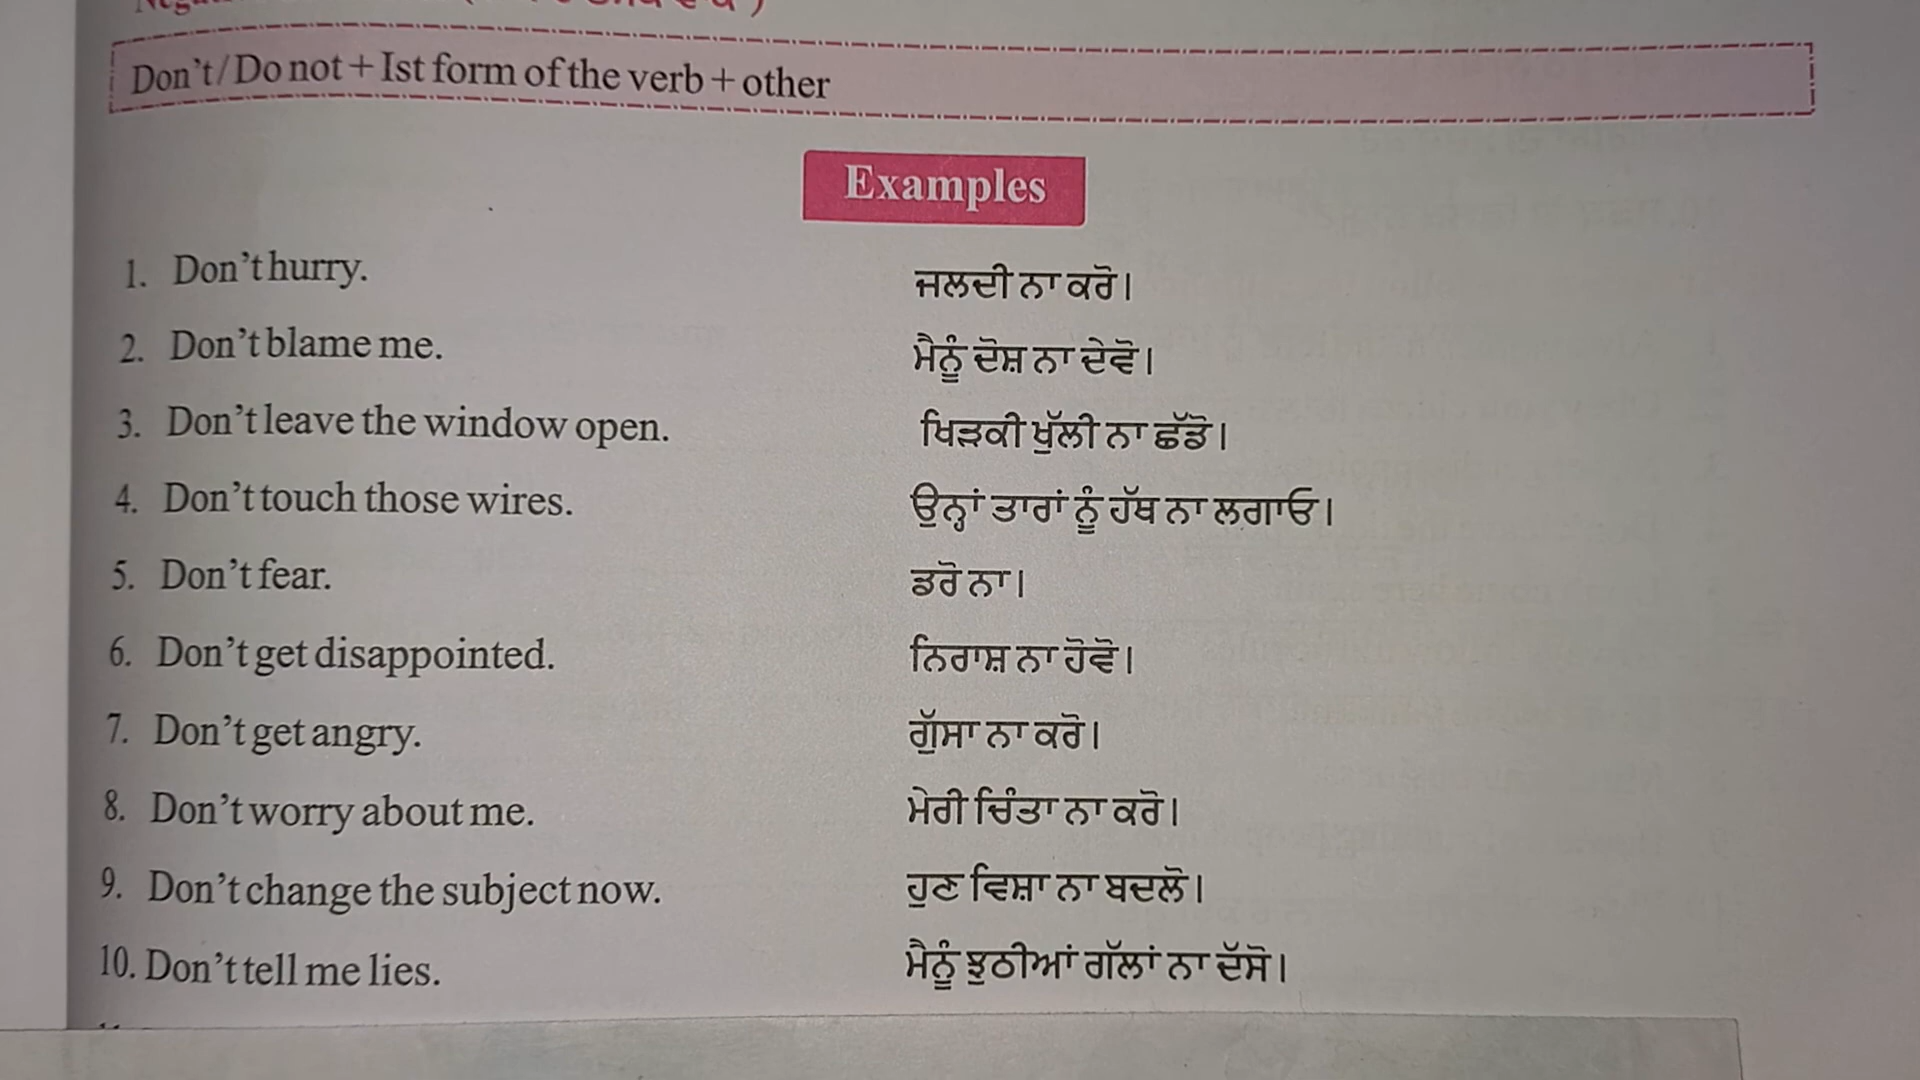 Don't/Do not + Ist form of the verb + other
Examples
1. Don't hurry. ਜਲਦੀ ਨਾ ਕਰੋ।
2. Don't blame me. ਮੈਨੂੰ ਦੋਸ਼ ਨਾ ਦੇਵੋ।
3. Don't leave the window open. ਖਿੜਕੀ ਖੁੱਲੀ ਨਾ ਛੱਡੋ।
4. Don't touch those wires. ਉਨ੍ਹਾਂ ਤਾਰਾਂ ਨੂੰ ਹੱਥ ਨਾ ਲਗਾਓ।
5. Don't fear. ਡਰੋ ਨਾ।
6. Don't get disappointed. ਨਿਰਾਸ਼ ਨਾ ਹੋਵੋ।
7. Don't get angry. ਗੁੱਸਾ ਨਾ ਕਰੋ।
8. Don't worry about me. ਮੇਰੀ ਚਿੰਤਾ ਨਾ ਕਰੋ।
9. Don't change the subject now. ਹੁਣ ਵਿਸ਼ਾ ਨਾ ਬਦਲੋ।
10. Don't tell me lies. ਮੈਨੂੰ ਝੁਠੀਆਂ ਗੱਲਾਂ ਨਾ ਦੱਸੋ।